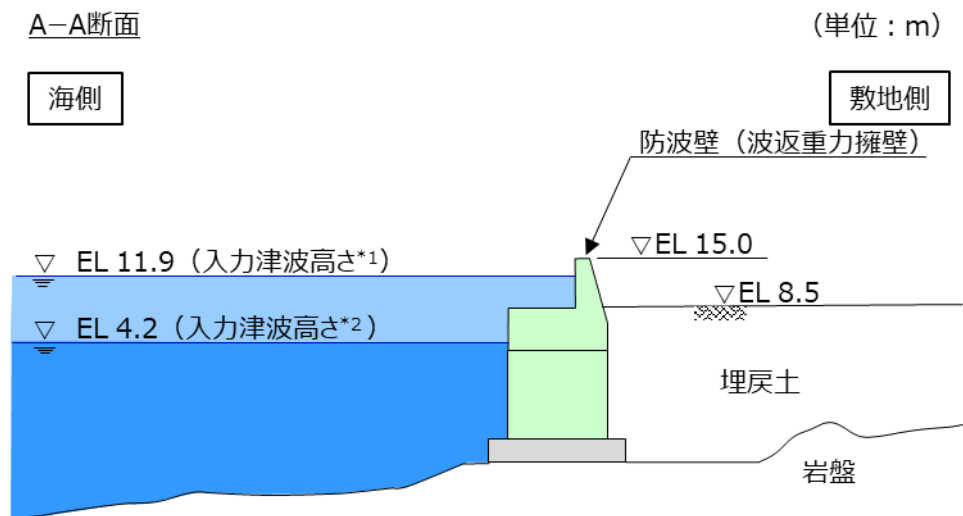 A－A断面
（単位：m）
海側
敷地側
防波壁（波返重力擁壁）
▽ EL 11.9（入力津波高さ*1）
▽EL 15.0
▽EL 8.5
▽ EL 4.2（入力津波高さ*2）
埋戻土
岩盤